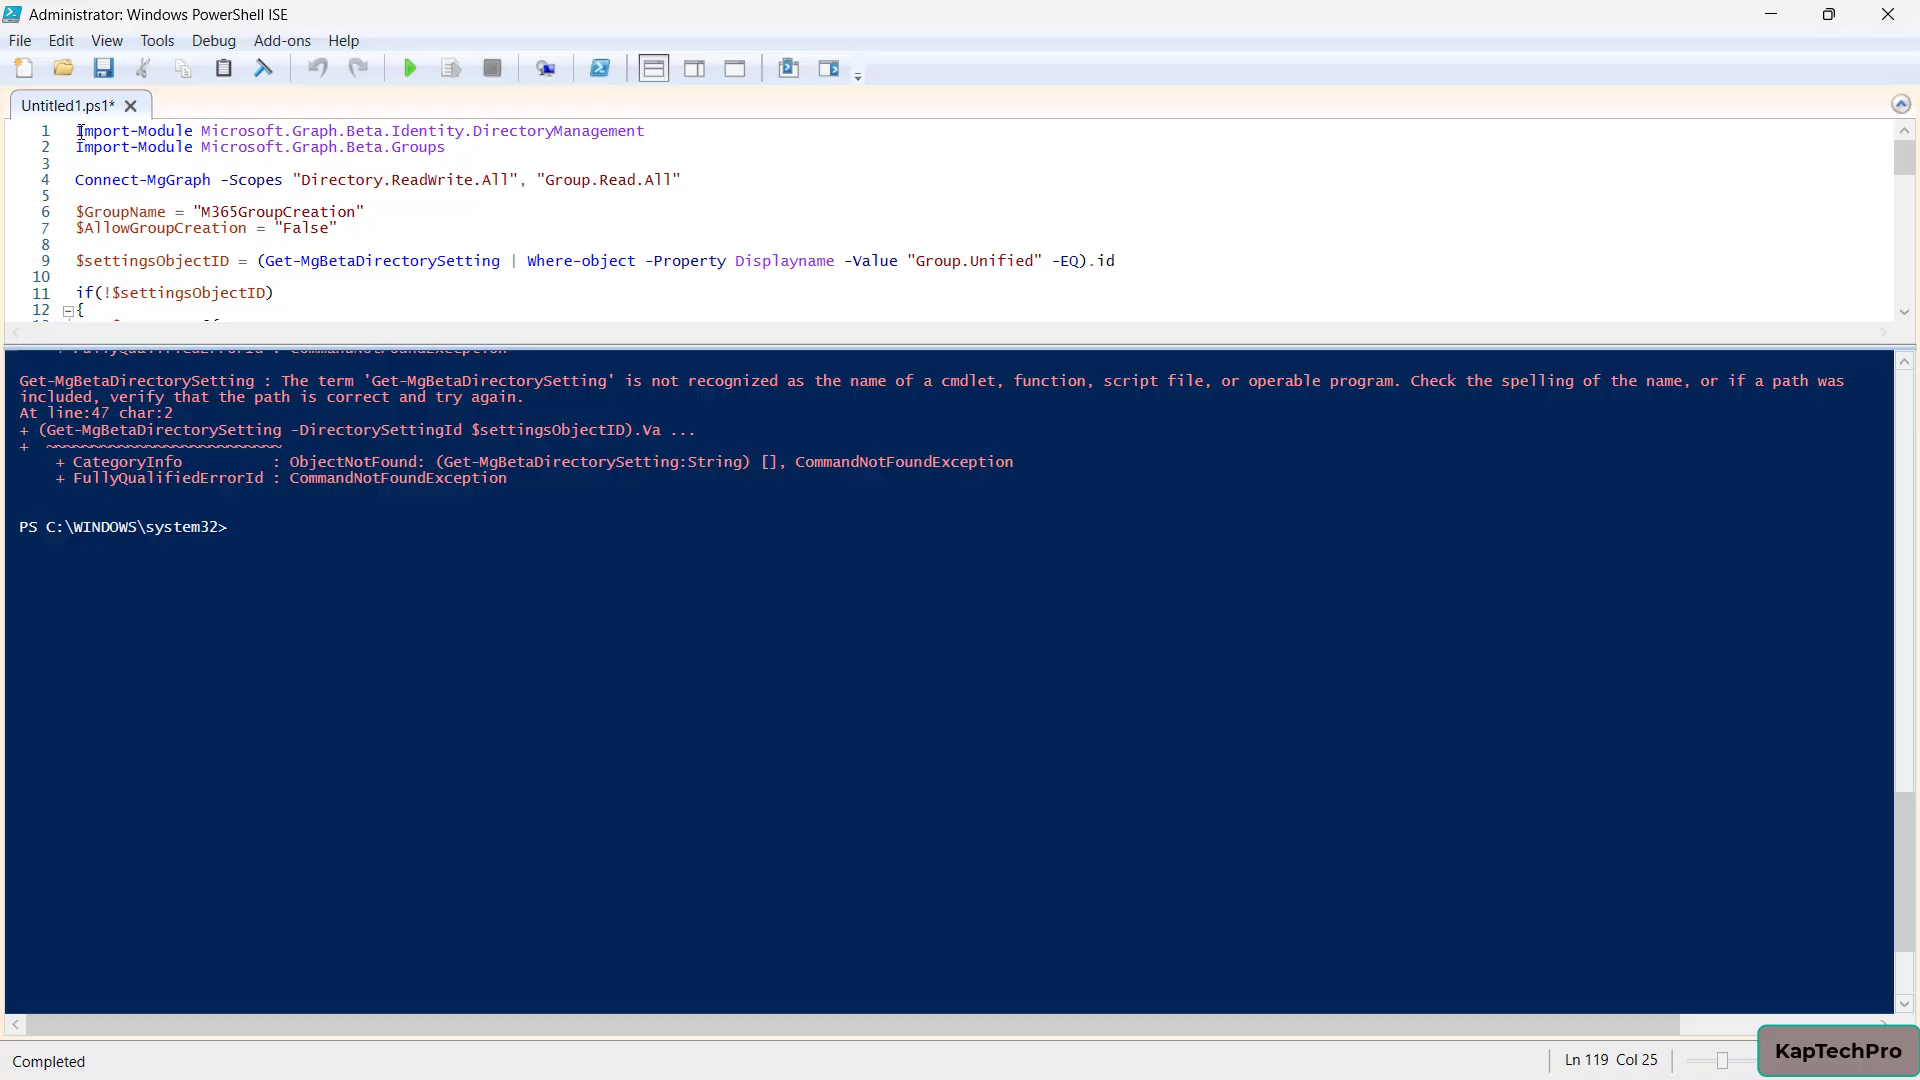 Administrator: Windows PowerShell ISE
File Edit View Tools Debug Add-ons Help
Untitled1.ps1*
1 Import-Module Microsoft.Graph.Beta.Identity.DirectoryManagement
2 Import-Module Microsoft.Graph.Beta.Groups
3
4 Connect-MgGraph -Scopes "Directory.ReadWrite.All", "Group.Read.All"
5
6 $GroupName = "M365GroupCreation"
7 $AllowGroupCreation = "False"
8
9 $settingsObjectID = (Get-MgBetaDirectorySetting | Where-object -Property Displayname -Value "Group.Unified" -EQ).id
10
11 if(!$settingsObjectID)
12 {
+ FullyQualifiedErrorId : CommandNotFoundException
Get-MgBetaDirectorySetting : The term 'Get-MgBetaDirectorySetting' is not recognized as the name of a cmdlet, function, script file, or operable program. Check the spelling of the name, or if a path was
included, verify that the path is correct and try again.
At line:47 char:2
+ (Get-MgBetaDirectorySetting -DirectorySettingId $settingsObjectID).Va ...
+ ~~~~~~~~~~~~~~~~~~~~~~~~~~
+ CategoryInfo : ObjectNotFound: (Get-MgBetaDirectorySetting:String) [], CommandNotFoundException
+ FullyQualifiedErrorId : CommandNotFoundException
PS C:\WINDOWS\system32>
Completed
Ln 119 Col 25
KapTechPro